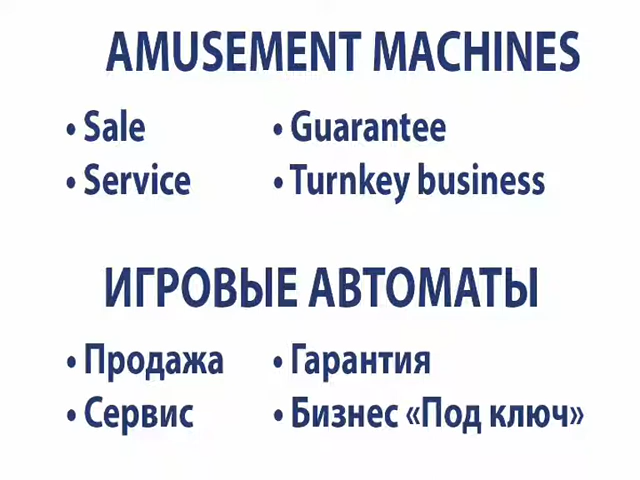 AMUSEMENT MACHINES
• Sale • Guarantee
• Service • Turnkey business
ИГРОВЫЕ АВТОМАТЫ
• Продажа • Гарантия
• Сервис • Бизнес «Под ключ»